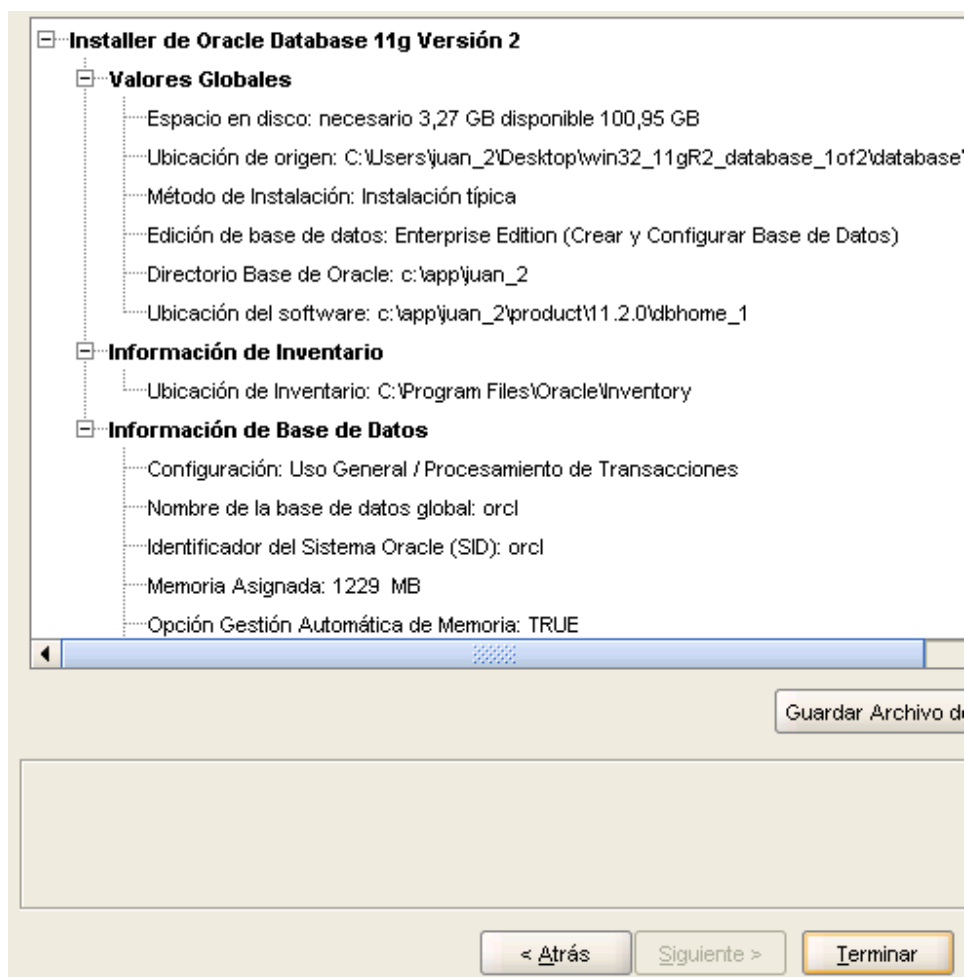 Installer de Oracle Database 11g Versión 2
Valores Globales
Espacio en disco: necesario 3,27 GB disponible 100,95 GB
Ubicación de origen: C:\Users\juan_2\Desktop\win32_11gR2_database_1of2\database\
Método de Instalación: Instalación típica
Edición de base de datos: Enterprise Edition (Crear y Configurar Base de Datos)
Directorio Base de Oracle: c:\app\juan_2
Ubicación del software: c:\app\juan_2\product\11.2.0\dbhome_1
Información de Inventario
Ubicación de Inventario: C:\Program Files\Oracle\Inventory
Información de Base de Datos
Configuración: Uso General / Procesamiento de Transacciones
Nombre de la base de datos global: orcl
Identificador del Sistema Oracle (SID): orcl
Memoria Asignada: 1229 MB
Opción Gestión Automática de Memoria: TRUE
Guardar Archivo de
< Atrás
Siguiente >
Terminar